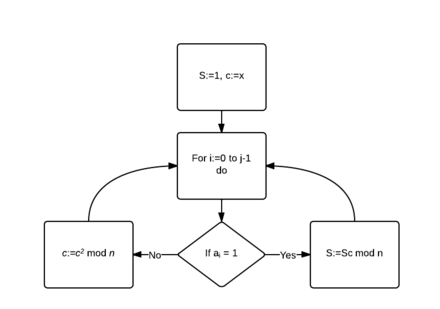 S:=1, c:=x
For i:=0 to j-1
do
c:=c² mod n
No
If aᵢ = 1
Yes
S:=Sc mod n